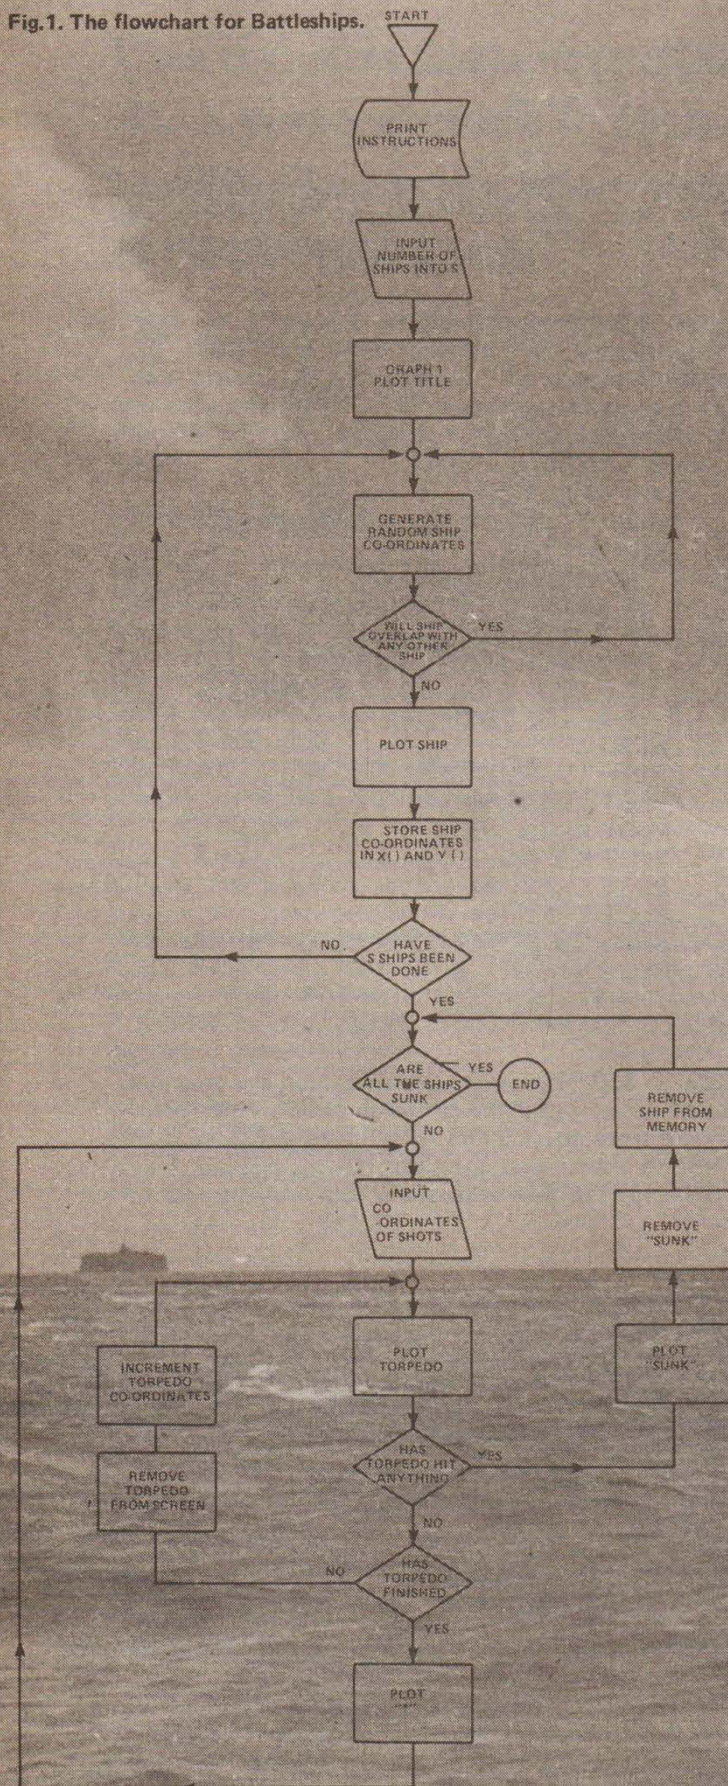 Fig.1. The flowchart for Battleships.
START
PRINT
INSTRUCTIONS
INPUT
NUMBER OF
SHIPS INTO S
GRAPH 1
PLOT TITLE
GENERATE
RANDOM SHIP
CO-ORDINATES
WILL SHIP
OVERLAP WITH
ANY OTHER
SHIP
YES
NO
PLOT SHIP
STORE SHIP
CO-ORDINATES
IN X() AND Y()
HAVE
S SHIPS BEEN
DONE
NO
YES
ARE
ALL THE SHIPS
SUNK
YES
END
NO
REMOVE
SHIP FROM
MEMORY
INPUT
CO
-ORDINATES
OF SHOTS
REMOVE
"SUNK"
PLOT
TORPEDO
PLOT
"SUNK"
INCREMENT
TORPEDO
CO-ORDINATES
HAS
TORPEDO HIT
ANYTHING
YES
NO
REMOVE
TORPEDO
FROM SCREEN
HAS
TORPEDO
FINISHED
NO
YES
PLOT